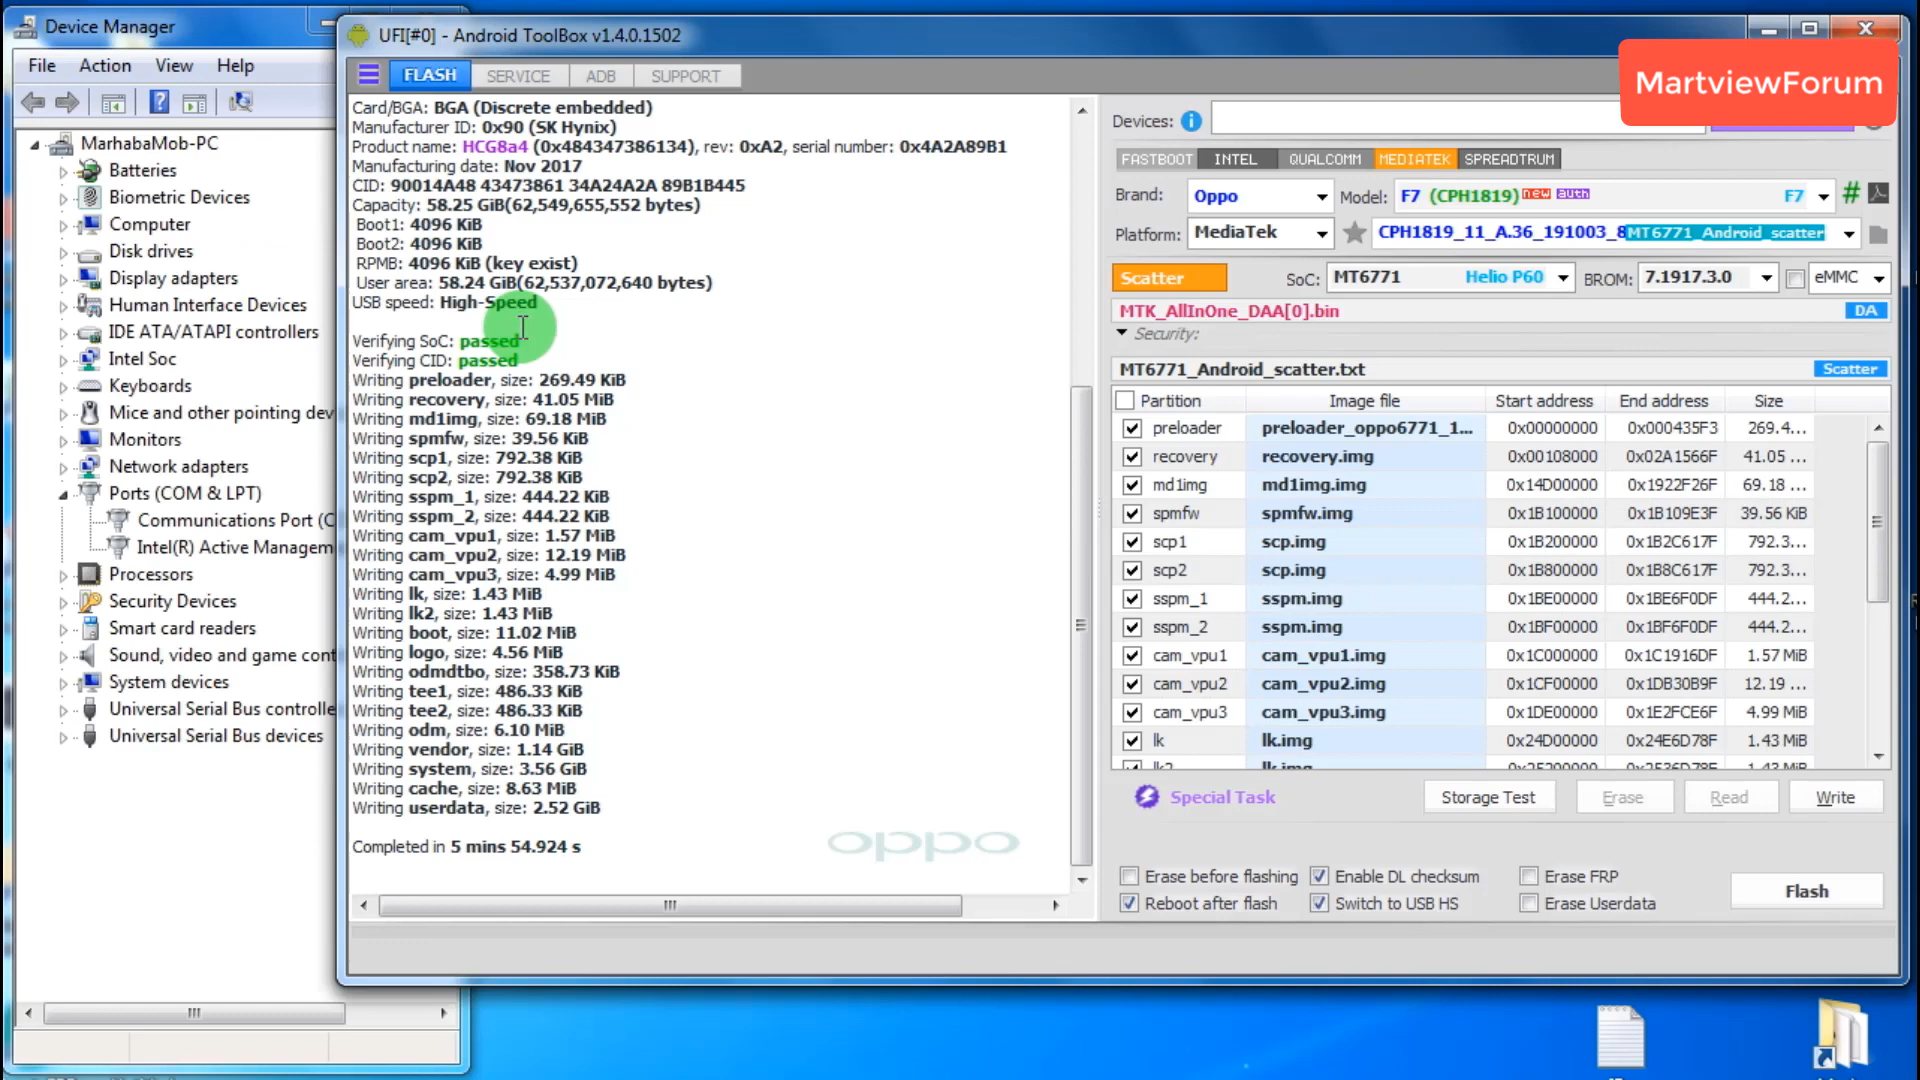 Device Manager
File Action View Help
MarhabaMob-PC
Batteries
Biometric Devices
Computer
Disk drives
Display adapters
Human Interface Devices
IDE ATA/ATAPI controllers
Intel Soc
Keyboards
Mice and other pointing dev
Monitors
Network adapters
Ports (COM & LPT)
Communications Port (C
Intel(R) Active Managem
Processors
Security Devices
Smart card readers
Sound, video and game cont
System devices
Universal Serial Bus controlle
Universal Serial Bus devices
UFI[#0] - Android ToolBox v1.4.0.1502
FLASH SERVICE ADB SUPPORT
Card/BGA: BGA (Discrete embedded)
Manufacturer ID: 0x90 (SK Hynix)
Product name: HCG8a4 (0x484347386134), rev: 0xA2, serial number: 0x4A2A89B1
Manufacturing date: Nov 2017
CID: 90014A48 43473861 34A24A2A 89B1B445
Capacity: 58.25 GiB(62,549,655,552 bytes)
Boot1: 4096 KiB
Boot2: 4096 KiB
RPMB: 4096 KiB (key exist)
User area: 58.24 GiB(62,537,072,640 bytes)
USB speed: High-Speed
Verifying SoC: passed
Verifying CID: passed
Writing preloader, size: 269.49 KiB
Writing recovery, size: 41.05 MiB
Writing md1img, size: 69.18 MiB
Writing spmfw, size: 39.56 KiB
Writing scp1, size: 792.38 KiB
Writing scp2, size: 792.38 KiB
Writing sspm_1, size: 444.22 KiB
Writing sspm_2, size: 444.22 KiB
Writing cam_vpu1, size: 1.57 MiB
Writing cam_vpu2, size: 12.19 MiB
Writing cam_vpu3, size: 4.99 MiB
Writing lk, size: 1.43 MiB
Writing lk2, size: 1.43 MiB
Writing boot, size: 11.02 MiB
Writing logo, size: 4.56 MiB
Writing odmdtbo, size: 358.73 KiB
Writing tee1, size: 486.33 KiB
Writing tee2, size: 486.33 KiB
Writing odm, size: 6.10 MiB
Writing vendor, size: 1.14 GiB
Writing system, size: 3.56 GiB
Writing cache, size: 8.63 MiB
Writing userdata, size: 2.52 GiB
Completed in 5 mins 54.924 s
oppo
MartviewForum
Devices:
FASTBOOT INTEL QUALCOMM MEDIATEK SPREADTRUM
Brand: Oppo Model: F7 (CPH1819) new auth F7 #
Platform: MediaTek CPH1819_11_A.36_191003_8 MT6771_Android_scatter
Scatter SoC: MT6771 Helio P60 BROM: 7.1917.3.0 eMMC
MTK_AllInOne_DAA[0].bin DA
Security:
MT6771_Android_scatter.txt Scatter
Partition Image file Start address End address Size
preloader preloader_oppo6771_1... 0x00000000 0x000435F3 269.4...
recovery recovery.img 0x00108000 0x02A1566F 41.05 ...
md1img md1img.img 0x14D00000 0x1922F26F 69.18 ...
spmfw spmfw.img 0x1B100000 0x1B109E3F 39.56 KiB
scp1 scp.img 0x1B200000 0x1B2C617F 792.3...
scp2 scp.img 0x1B800000 0x1B8C617F 792.3...
sspm_1 sspm.img 0x1BE00000 0x1BE6F0DF 444.2...
sspm_2 sspm.img 0x1BF00000 0x1BF6F0DF 444.2...
cam_vpu1 cam_vpu1.img 0x1C000000 0x1C1916DF 1.57 MiB
cam_vpu2 cam_vpu2.img 0x1CF00000 0x1DB30B9F 12.19 ...
cam_vpu3 cam_vpu3.img 0x1DE00000 0x1E2FCE6F 4.99 MiB
lk lk.img 0x24D00000 0x24E6D78F 1.43 MiB
Special Task Storage Test Erase Read Write
Erase before flashing Enable DL checksum Erase FRP
Reboot after flash Switch to USB HS Erase Userdata
Flash